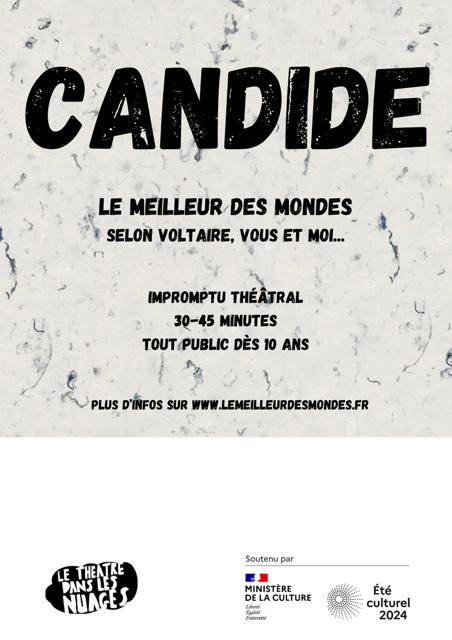 CANDIDE
LE MEILLEUR DES MONDES
SELON VOLTAIRE, VOUS ET MOI...
IMPROMPTU THÉÂTRAL
30-45 MINUTES
TOUT PUBLIC DÈS 10 ANS
PLUS D'INFOS SUR WWW.LEMEILLEURDESMONDES.FR
LE THEATRE
DANS LES
NUAGES
Soutenu par
MINISTÈRE
DE LA CULTURE
Liberté
Égalité
Fraternité
Été
culturel
2024